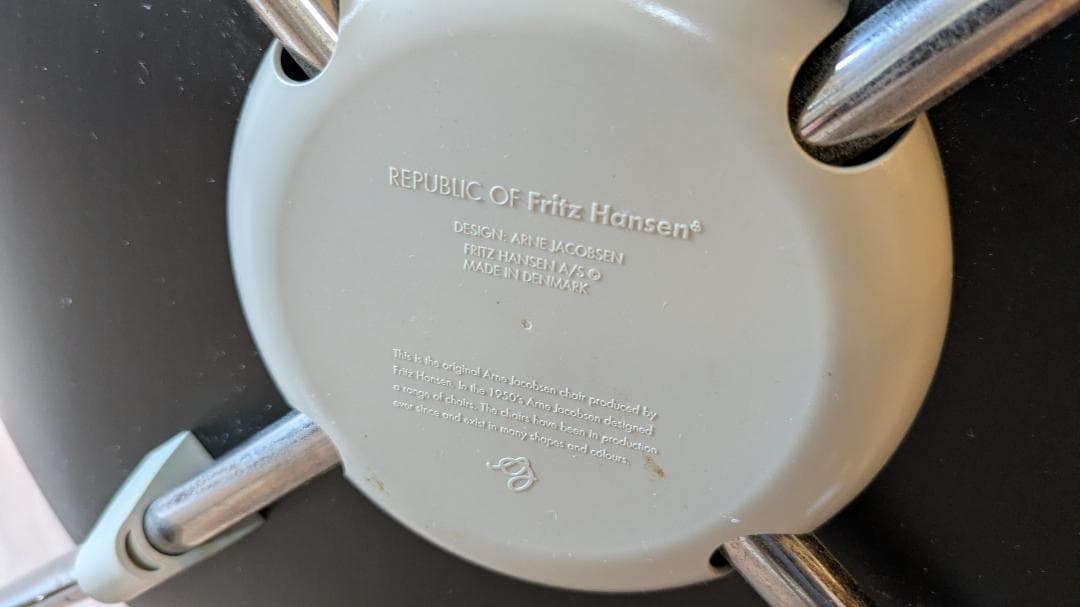 REPUBLIC OF Fritz Hansen®
DESIGN: ARNE JACOBSEN
FRITZ HANSEN A/S ©
MADE IN DENMARK
This is the original Arne Jacobsen chair produced by
Fritz Hansen. In the 1950's Arne Jacobsen designed
a range of chairs. The chairs have been in production
ever since and exist in many shapes and colours.